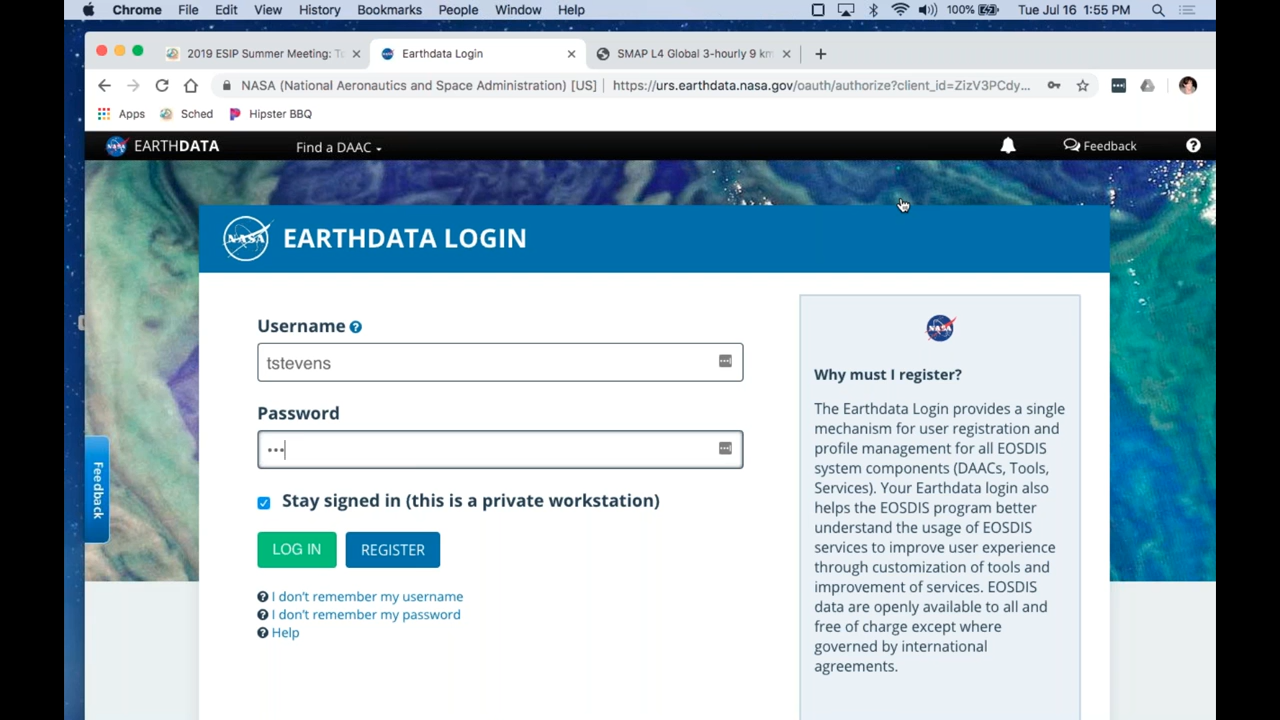 Chrome File Edit View History Bookmarks People Window Help 100% Tue Jul 16 1:55 PM
2019 ESIP Summer Meeting: Earthdata Login SMAP L4 Global 3-hourly 9 km
NASA (National Aeronautics and Space Administration) [US] https://urs.earthdata.nasa.gov/oauth/authorize?client_id=ZizV3PCdy...
Apps Sched Hipster BBQ
NASA EARTHDATA Find a DAAC Feedback
NASA EARTHDATA LOGIN
Username
tstevens
Password
•••
Stay signed in (this is a private workstation)
LOG IN REGISTER
I don't remember my username
I don't remember my password
Help
Feedback
NASA
Why must I register?
The Earthdata Login provides a single
mechanism for user registration and
profile management for all EOSDIS
system components (DAACs, Tools,
Services). Your Earthdata login also
helps the EOSDIS program better
understand the usage of EOSDIS
services to improve user experience
through customization of tools and
improvement of services. EOSDIS
data are openly available to all and
free of charge except where
governed by international
agreements.